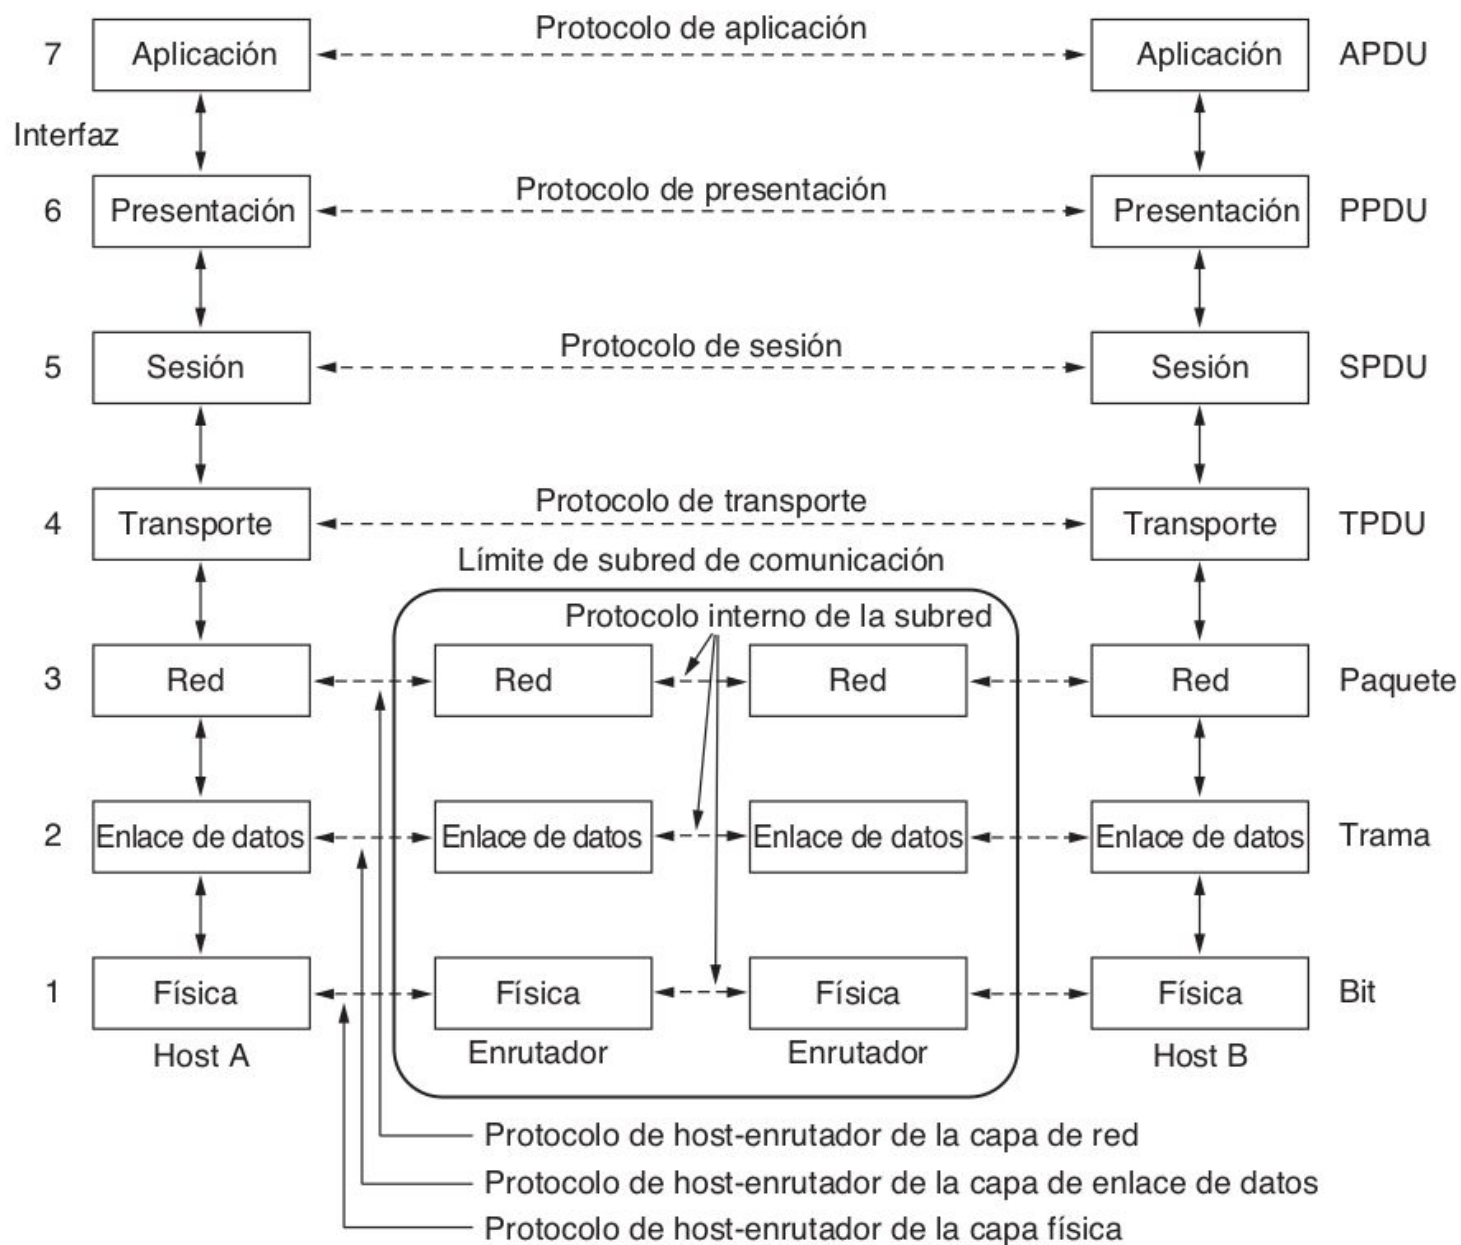 Protocolo de aplicación
7 Aplicación Aplicación APDU
Interfaz
Protocolo de presentación
6 Presentación Presentación PPDU
Protocolo de sesión
5 Sesión Sesión SPDU
Protocolo de transporte
4 Transporte Transporte TPDU
Límite de subred de comunicación
Protocolo interno de la subred
3 Red Red Red Red Paquete
2 Enlace de datos Enlace de datos Enlace de datos Enlace de datos Trama
1 Física Física Física Física Bit
Host A Enrutador Enrutador Host B
Protocolo de host-enrutador de la capa de red
Protocolo de host-enrutador de la capa de enlace de datos
Protocolo de host-enrutador de la capa física